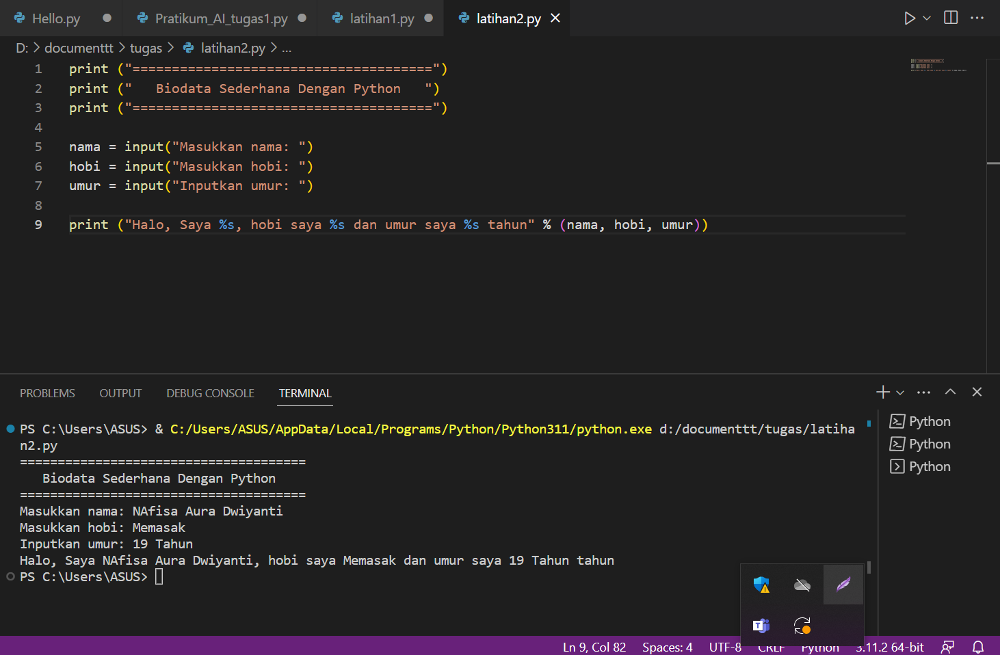 Hello.py Pratikum_AI_tugas1.py latihan1.py latihan2.py
D: > documenttt > tugas > latihan2.py > ...
1 print ("======================================")
2 print ("   Biodata Sederhana Dengan Python   ")
3 print ("======================================")
4
5 nama = input("Masukkan nama: ")
6 hobi = input("Masukkan hobi: ")
7 umur = input("Inputkan umur: ")
8
9 print ("Halo, Saya %s, hobi saya %s dan umur saya %s tahun" % (nama, hobi, umur))
PROBLEMS OUTPUT DEBUG CONSOLE TERMINAL
PS C:\Users\ASUS> & C:/Users/ASUS/AppData/Local/Programs/Python/Python311/python.exe d:/documenttt/tugas/latiha
n2.py
======================================
   Biodata Sederhana Dengan Python
======================================
Masukkan nama: NAfisa Aura Dwiyanti
Masukkan hobi: Memasak
Inputkan umur: 19 Tahun
Halo, Saya NAfisa Aura Dwiyanti, hobi saya Memasak dan umur saya 19 Tahun tahun
PS C:\Users\ASUS>
Python
Python
Python
Ln 9, Col 82 Spaces: 4 UTF-8 CRLF Python 3.11.2 64-bit